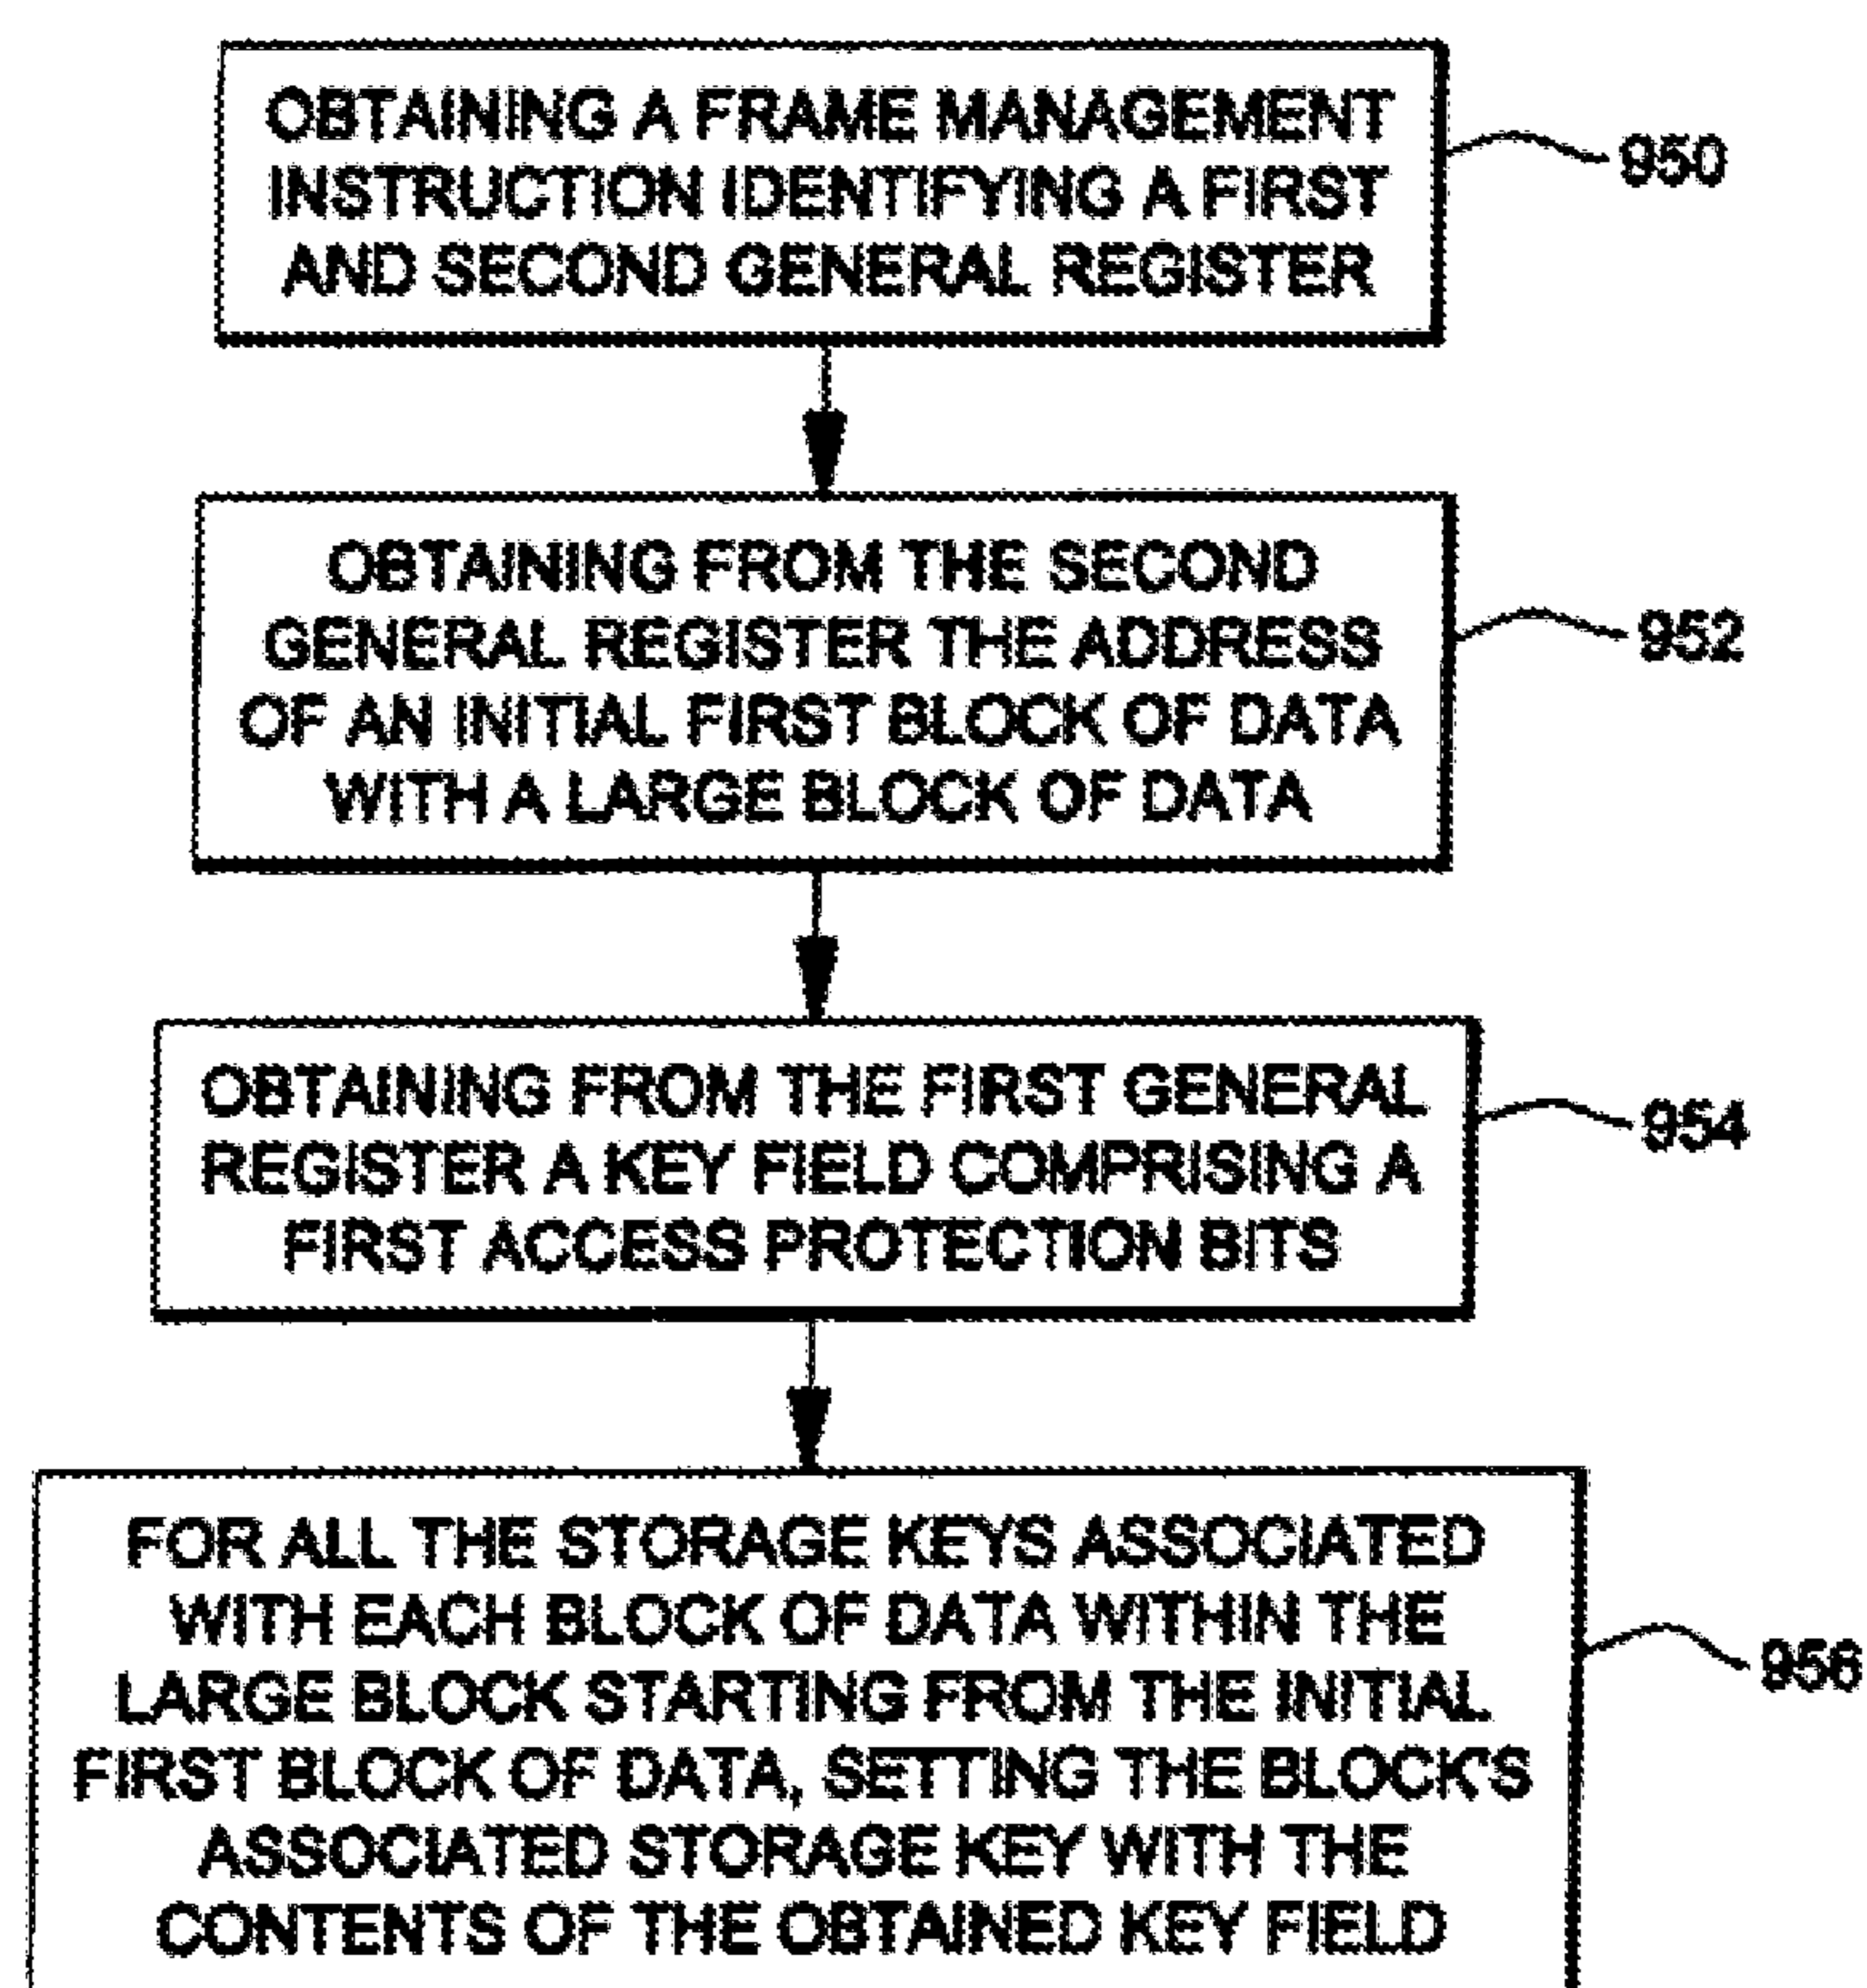 OBTAINING A FRAME MANAGEMENT
INSTRUCTION IDENTIFYING A FIRST
AND SECOND GENERAL REGISTER
950
OBTAINING FROM THE SECOND
GENERAL REGISTER THE ADDRESS
OF AN INITIAL FIRST BLOCK OF DATA
WITH A LARGE BLOCK OF DATA
952
OBTAINING FROM THE FIRST GENERAL
REGISTER A KEY FIELD COMPRISING A
FIRST ACCESS PROTECTION BITS
954
FOR ALL THE STORAGE KEYS ASSOCIATED
WITH EACH BLOCK OF DATA WITHIN THE
LARGE BLOCK STARTING FROM THE INITIAL
FIRST BLOCK OF DATA, SETTING THE BLOCK'S
ASSOCIATED STORAGE KEY WITH THE
CONTENTS OF THE OBTAINED KEY FIELD
956